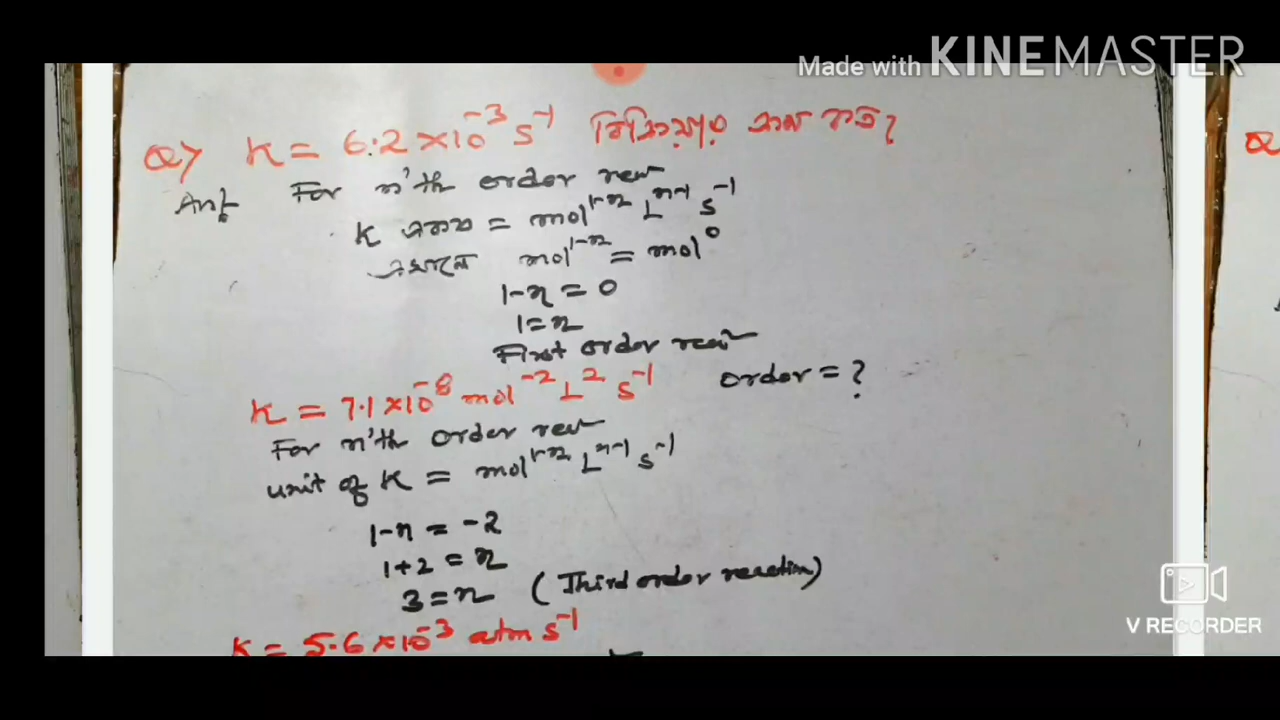 Made with KINEMASTER
Q> K = 6.2 × 10⁻³ s⁻¹ বিক্রিয়ার ক্রম কত?
Ans: For n'th order rexⁿ
K একক = mol¹⁻ⁿ Lⁿ⁻¹ s⁻¹
এখানে mol¹⁻ⁿ = mol⁰
1-n = 0
1 = n
First order rexⁿ
K = 7.1 × 10⁻⁸ mol⁻² L² s⁻¹ order = ?
For n'th order rexⁿ
unit of K = mol¹⁻ⁿ Lⁿ⁻¹ s⁻¹
1-n = -2
1+2 = n
3 = n (Third order reaction)
K = 5.6 × 10⁻³ atm s⁻¹
V RECORDER